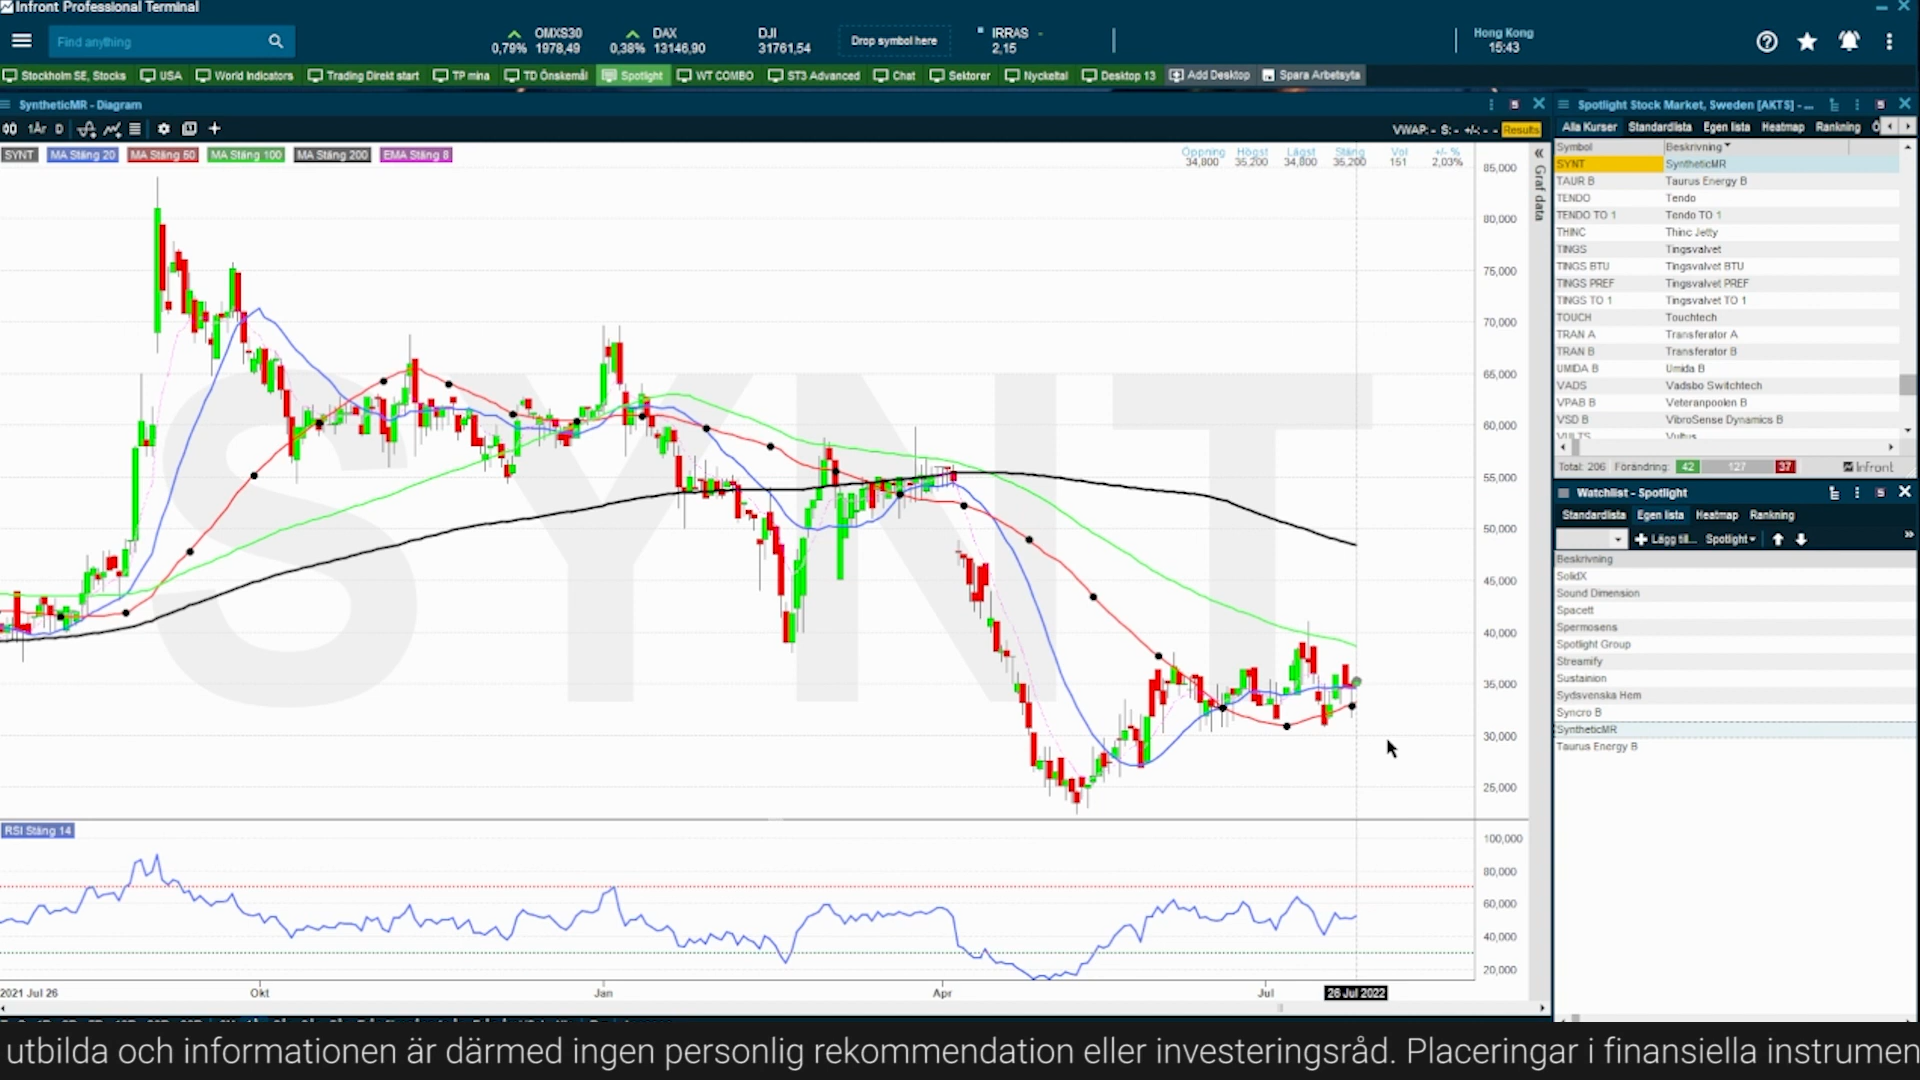 Infront Professional Terminal
Find anything
0,79% OMXS30 1978,49
0,38% DAX 13146,90
DJI 31761,54
Drop symbol here
IRRAS 2,15
Hong Kong
15:43
Stockholm SE, Stocks USA World Indicators Trading Direkt start TP mina TD Önskemål Spotlight WT COMBO ST3 Advanced Chat Sektorer Nyckeltal Desktop 13 Add Desktop Spara Arbetsyta
SyntheticMR - Diagram
1År D
VWAP: - S: - +/-: - - Results
SYNT MA Stäng 20 MA Stäng 50 MA Stäng 100 MA Stäng 200 EMA Stäng 8
Öppning Högst Lägst Stäng Vol +/- %
34,800 35,200 34,800 35,200 151 2,03%
Graf data
SYNT
85,000
80,000
75,000
70,000
65,000
60,000
55,000
50,000
45,000
40,000
35,000
30,000
25,000
RSI Stäng 14
100,000
80,000
60,000
40,000
20,000
2021 Jul 26 Okt Jan Apr Jul 26 Jul 2022
Spotlight Stock Market, Sweden [AKTS] - ...
Alla Kurser Standardlista Egen lista Heatmap Rankning
Symbol Beskrivning
SYNT SyntheticMR
TAUR B Taurus Energy B
TENDO Tendo
TENDO TO 1 Tendo TO 1
THINC Thinc Jetty
TINGS Tingsvalvet
TINGS BTU Tingsvalvet BTU
TINGS PREF Tingsvalvet PREF
TINGS TO 1 Tingsvalvet TO 1
TOUCH Touchtech
TRAN A Transferator A
TRAN B Transferator B
UMIDA B Umida B
VADS Vadsbo Switchtech
VPAB B Veteranpoolen B
VSD B VibroSense Dynamics B
Total: 206 Förändring: 42 127 37 Infront
Watchlist - Spotlight
Standardlista Egen lista Heatmap Rankning
Lägg till... Spotlight
Beskrivning
SolidX
Sound Dimension
Spacett
Spermosens
Spotlight Group
Streamify
Sustainion
Sydsvenska Hem
Syncro B
SyntheticMR
Taurus Energy B
utbilda och informationen är därmed ingen personlig rekommendation eller investeringsråd. Placeringar i finansiella instrumen